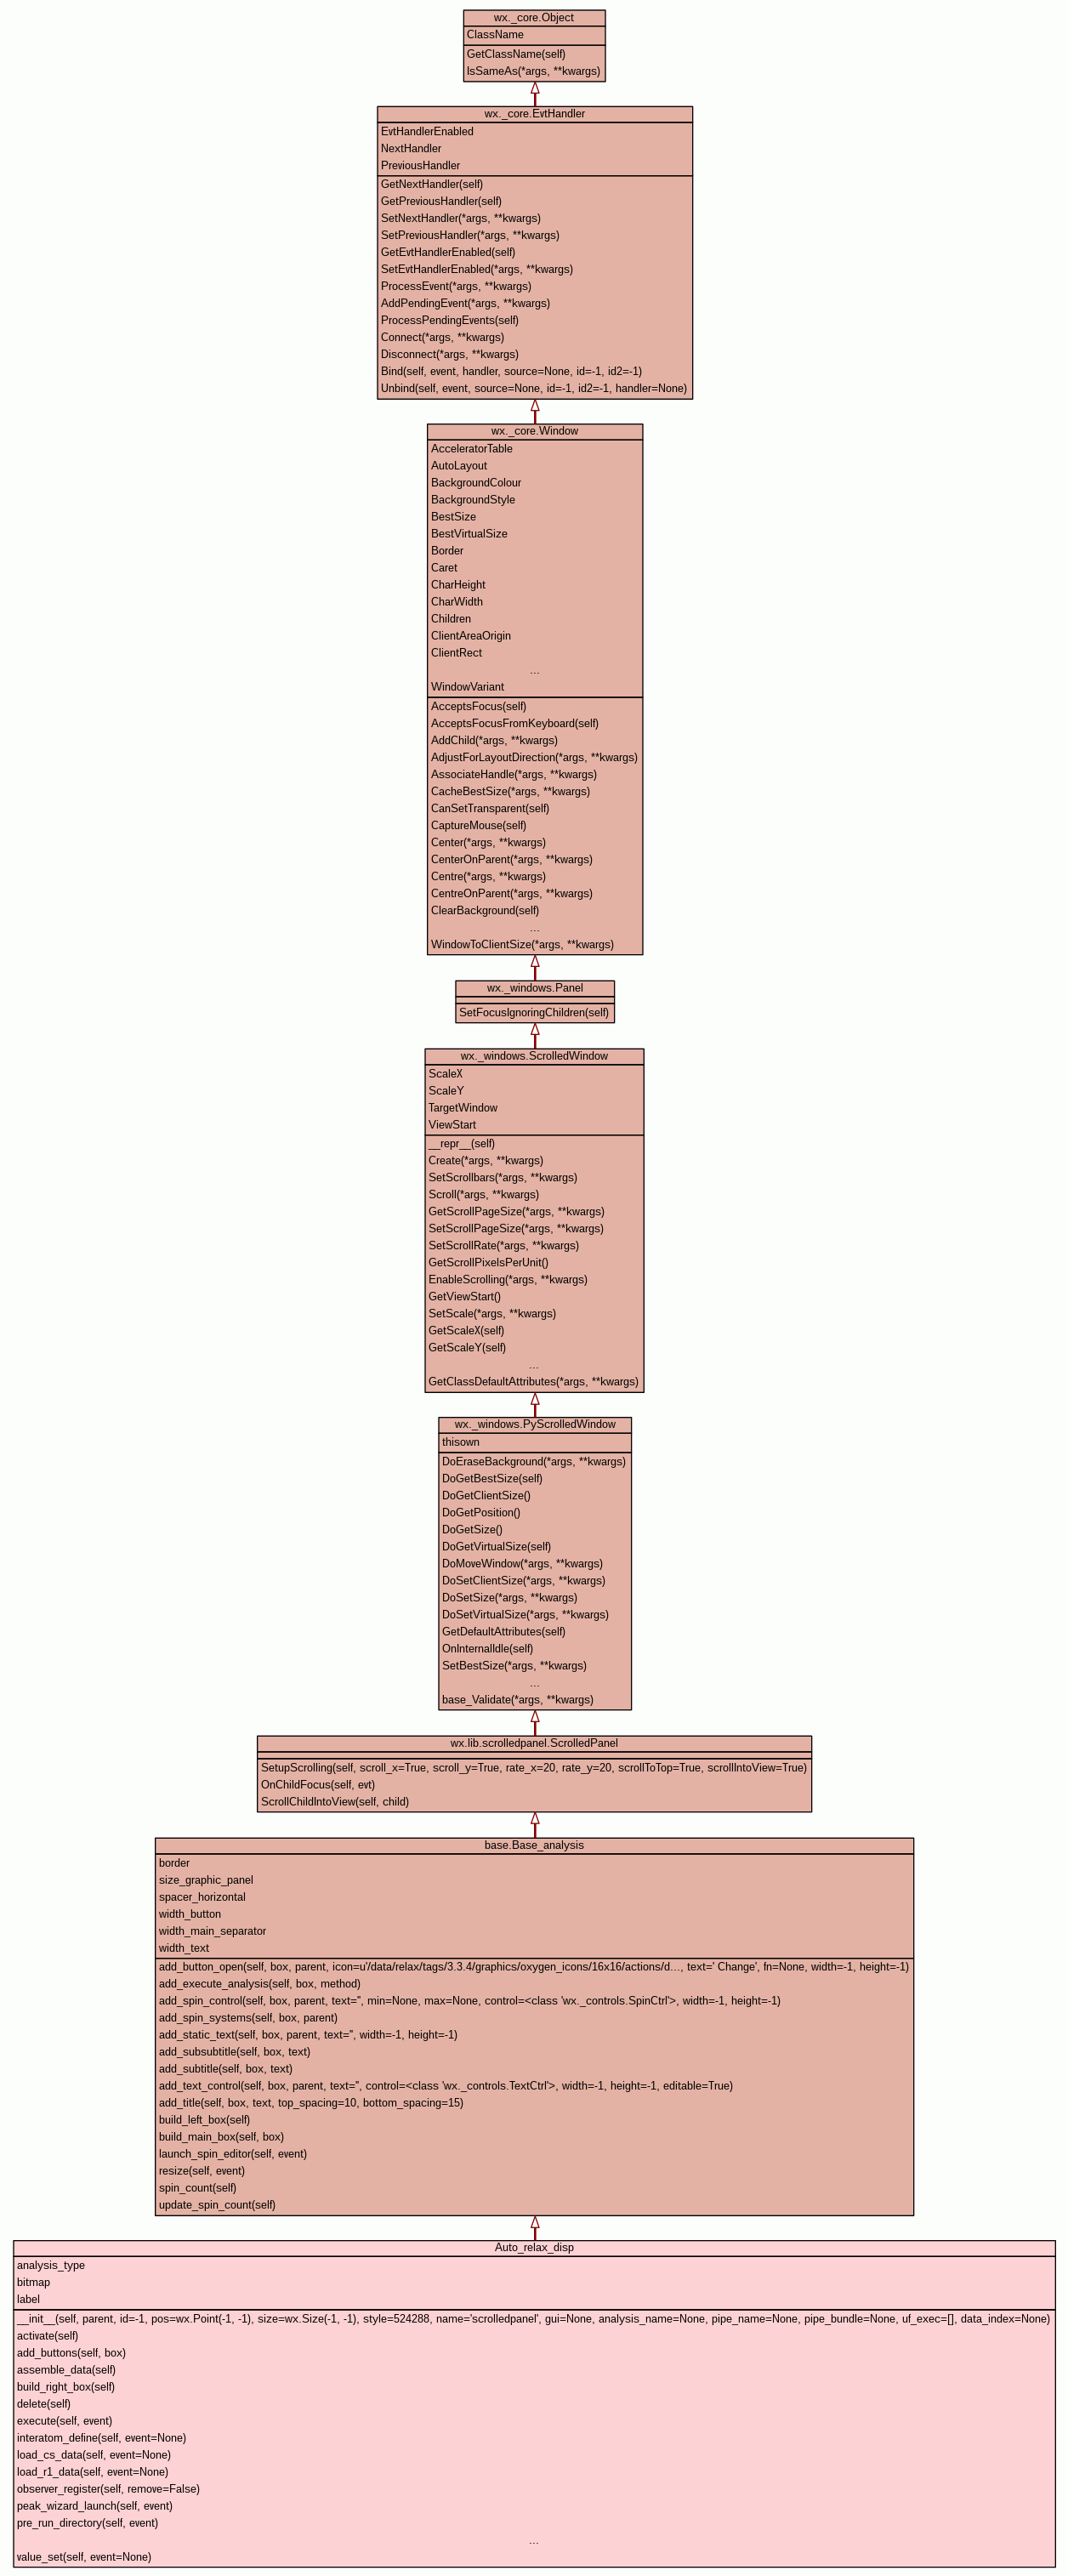 wx._core.Object
ClassName
GetClassName(self)
IsSameAs(*args, **kwargs)
wx._core.EvtHandler
EvtHandlerEnabled
NextHandler
PreviousHandler
GetNextHandler(self)
GetPreviousHandler(self)
SetNextHandler(*args, **kwargs)
SetPreviousHandler(*args, **kwargs)
GetEvtHandlerEnabled(self)
SetEvtHandlerEnabled(*args, **kwargs)
ProcessEvent(*args, **kwargs)
AddPendingEvent(*args, **kwargs)
ProcessPendingEvents(self)
Connect(*args, **kwargs)
Disconnect(*args, **kwargs)
Bind(self, event, handler, source=None, id=-1, id2=-1)
Unbind(self, event, source=None, id=-1, id2=-1, handler=None)
wx._core.Window
AcceleratorTable
AutoLayout
BackgroundColour
BackgroundStyle
BestSize
BestVirtualSize
Border
Caret
CharHeight
CharWidth
Children
ClientAreaOrigin
ClientRect
...
WindowVariant
AcceptsFocus(self)
AcceptsFocusFromKeyboard(self)
AddChild(*args, **kwargs)
AdjustForLayoutDirection(*args, **kwargs)
AssociateHandle(*args, **kwargs)
CacheBestSize(*args, **kwargs)
CanSetTransparent(self)
CaptureMouse(self)
Center(*args, **kwargs)
CenterOnParent(*args, **kwargs)
Centre(*args, **kwargs)
CentreOnParent(*args, **kwargs)
ClearBackground(self)
...
WindowToClientSize(*args, **kwargs)
wx._windows.Panel
SetFocusIgnoringChildren(self)
wx._windows.ScrolledWindow
ScaleX
ScaleY
TargetWindow
ViewStart
__repr__(self)
Create(*args, **kwargs)
SetScrollbars(*args, **kwargs)
Scroll(*args, **kwargs)
GetScrollPageSize(*args, **kwargs)
SetScrollPageSize(*args, **kwargs)
SetScrollRate(*args, **kwargs)
GetScrollPixelsPerUnit()
EnableScrolling(*args, **kwargs)
GetViewStart()
SetScale(*args, **kwargs)
GetScaleX(self)
GetScaleY(self)
...
GetClassDefaultAttributes(*args, **kwargs)
wx._windows.PyScrolledWindow
thisown
DoEraseBackground(*args, **kwargs)
DoGetBestSize(self)
DoGetClientSize()
DoGetPosition()
DoGetSize()
DoGetVirtualSize(self)
DoMoveWindow(*args, **kwargs)
DoSetClientSize(*args, **kwargs)
DoSetSize(*args, **kwargs)
DoSetVirtualSize(*args, **kwargs)
GetDefaultAttributes(self)
OnInternalIdle(self)
SetBestSize(*args, **kwargs)
...
base_Validate(*args, **kwargs)
wx.lib.scrolledpanel.ScrolledPanel
SetupScrolling(self, scroll_x=True, scroll_y=True, rate_x=20, rate_y=20, scrollToTop=True, scrollIntoView=True)
OnChildFocus(self, evt)
ScrollChildIntoView(self, child)
base.Base_analysis
border
size_graphic_panel
spacer_horizontal
width_button
width_main_separator
width_text
add_button_open(self, box, parent, icon=u'/data/relax/tags/3.3.4/graphics/oxygen_icons/16x16/actions/d..., text=' Change', fn=None, width=-1, height=-1)
add_execute_analysis(self, box, method)
add_spin_control(self, box, parent, text='', min=None, max=None, control=<class 'wx._controls.SpinCtrl'>, width=-1, height=-1)
add_spin_systems(self, box, parent)
add_static_text(self, box, parent, text='', width=-1, height=-1)
add_subsubtitle(self, box, text)
add_subtitle(self, box, text)
add_text_control(self, box, parent, text='', control=<class 'wx._controls.TextCtrl'>, width=-1, height=-1, editable=True)
add_title(self, box, text, top_spacing=10, bottom_spacing=15)
build_left_box(self)
build_main_box(self, box)
launch_spin_editor(self, event)
resize(self, event)
spin_count(self)
update_spin_count(self)
Auto_relax_disp
analysis_type
bitmap
label
__init__(self, parent, id=-1, pos=wx.Point(-1, -1), size=wx.Size(-1, -1), style=524288, name='scrolledpanel', gui=None, analysis_name=None, pipe_name=None, pipe_bundle=None, uf_exec=[], data_index=None)
activate(self)
add_buttons(self, box)
assemble_data(self)
build_right_box(self)
delete(self)
execute(self, event)
interatom_define(self, event=None)
load_cs_data(self, event=None)
load_r1_data(self, event=None)
observer_register(self, remove=False)
peak_wizard_launch(self, event)
pre_run_directory(self, event)
...
value_set(self, event=None)